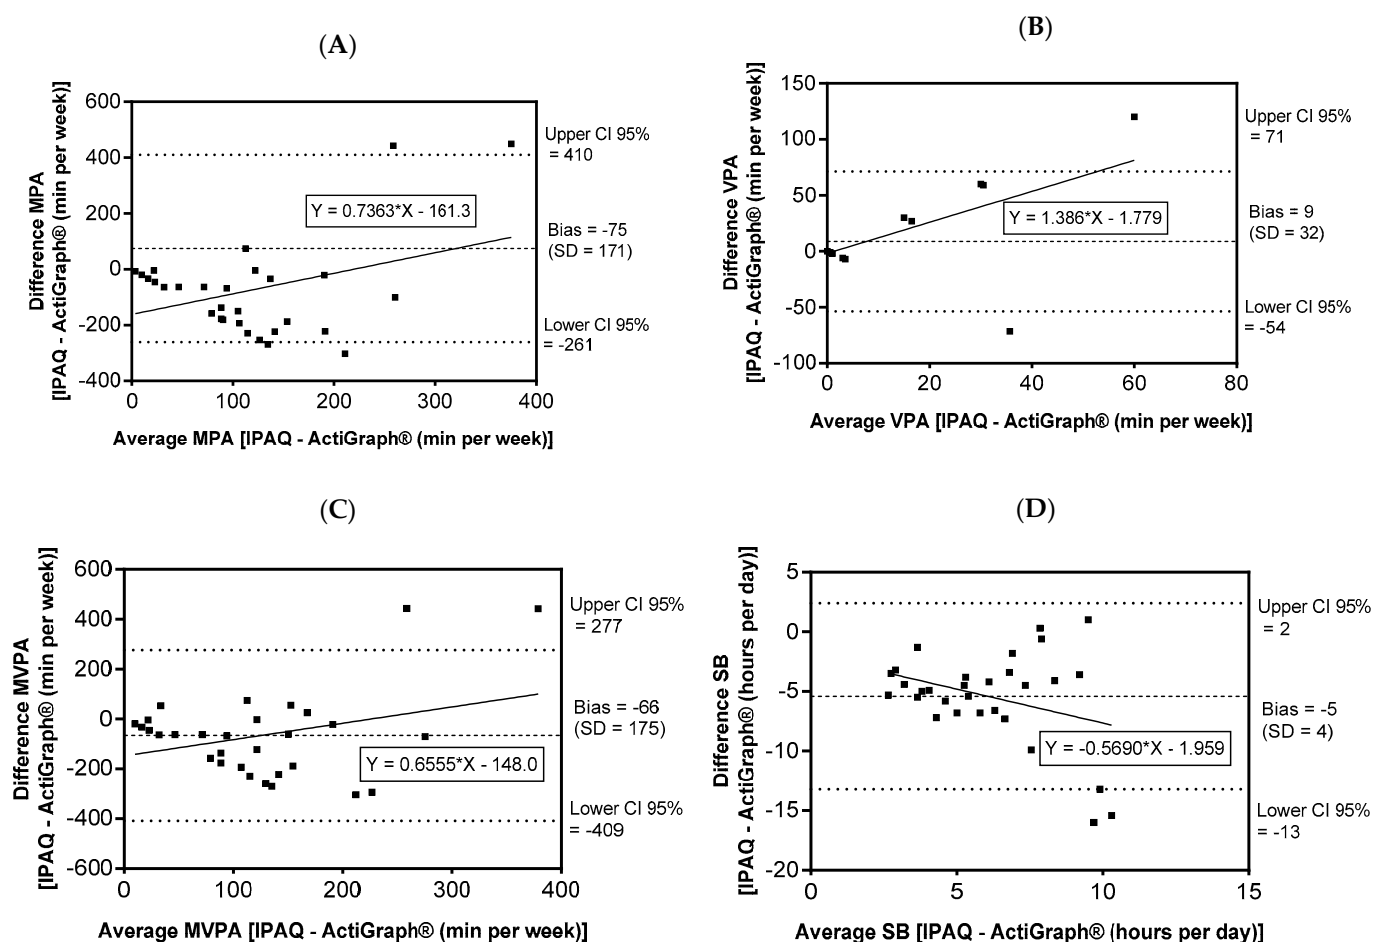 (A)
Difference MPA
[IPAQ - ActiGraph® (min per week)]
600
400
200
0
-200
-400
0 100 200 300 400
Average MPA [IPAQ - ActiGraph® (min per week)]
Y = 0.7363*X - 161.3
Upper CI 95%
= 410
Bias = -75
(SD = 171)
Lower CI 95%
= -261
(B)
Difference VPA
[IPAQ - ActiGraph® (min per week)]
150
100
50
0
-50
-100
0 20 40 60 80
Average VPA [IPAQ - ActiGraph® (min per week)]
Y = 1.386*X - 1.779
Upper CI 95%
= 71
Bias = 9
(SD = 32)
Lower CI 95%
= -54
(C)
Difference MVPA
[IPAQ - ActiGraph® (min per week)]
600
400
200
0
-200
-400
-600
0 100 200 300 400
Average MVPA [IPAQ - ActiGraph® (min per week)]
Y = 0.6555*X - 148.0
Upper CI 95%
= 277
Bias = -66
(SD = 175)
Lower CI 95%
= -409
(D)
Difference SB
[IPAQ - ActiGraph® (hours per day)]
5
0
-5
-10
-15
-20
0 5 10 15
Average SB [IPAQ - ActiGraph® (hours per day)]
Y = -0.5690*X - 1.959
Upper CI 95%
= 2
Bias = -5
(SD = 4)
Lower CI 95%
= -13